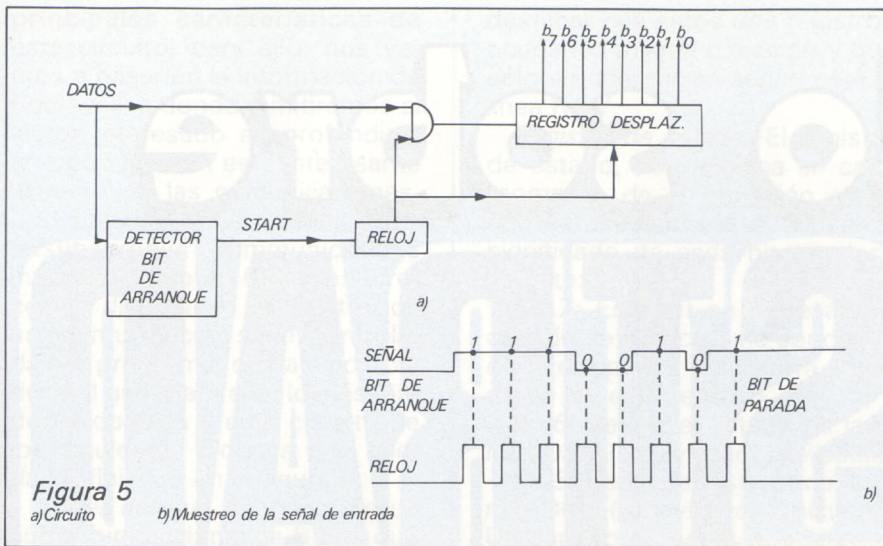 b7 b6 b5 b4 b3 b2 b1 b0
DATOS
REGISTRO DESPLAZ.
DETECTOR
BIT
DE
ARRANQUE
START
RELOJ
a)
SEÑAL
1 1 1 0 0 1 0 1
BIT DE
ARRANQUE
BIT DE
PARADA
RELOJ
b)
Figura 5
a) Circuito b) Muestreo de la señal de entrada